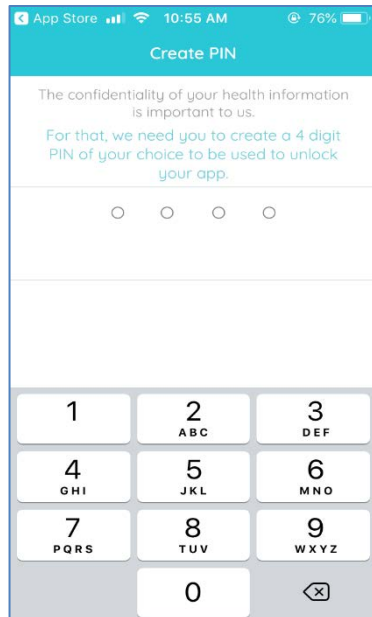 App Store 10:55 AM 76%
Create PIN
The confidentiality of your health information
is important to us.
For that, we need you to create a 4 digit
PIN of your choice to be used to unlock
your app.
1 2 3
ABC DEF
4 5 6
GHI JKL MNO
7 8 9
PQRS TUV WXYZ
0